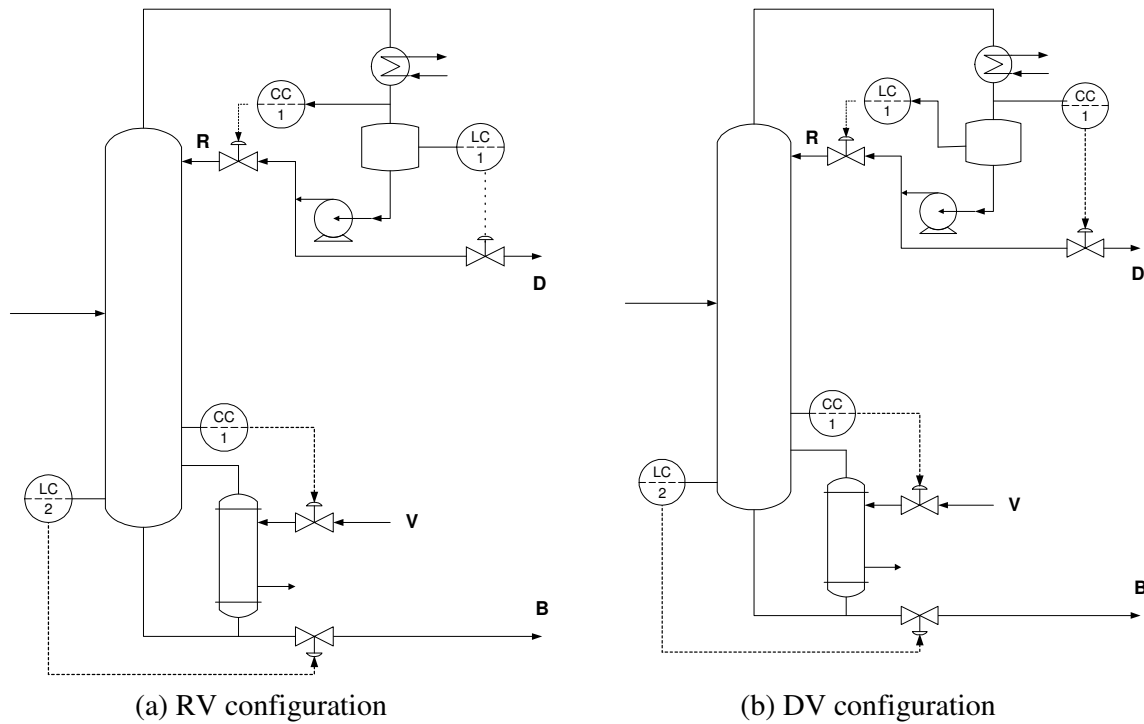 CC
1
R
LC
1
D
CC
1
LC
2
V
B
(a) RV configuration
LC
1
CC
1
R
D
CC
1
LC
2
V
B
(b) DV configuration